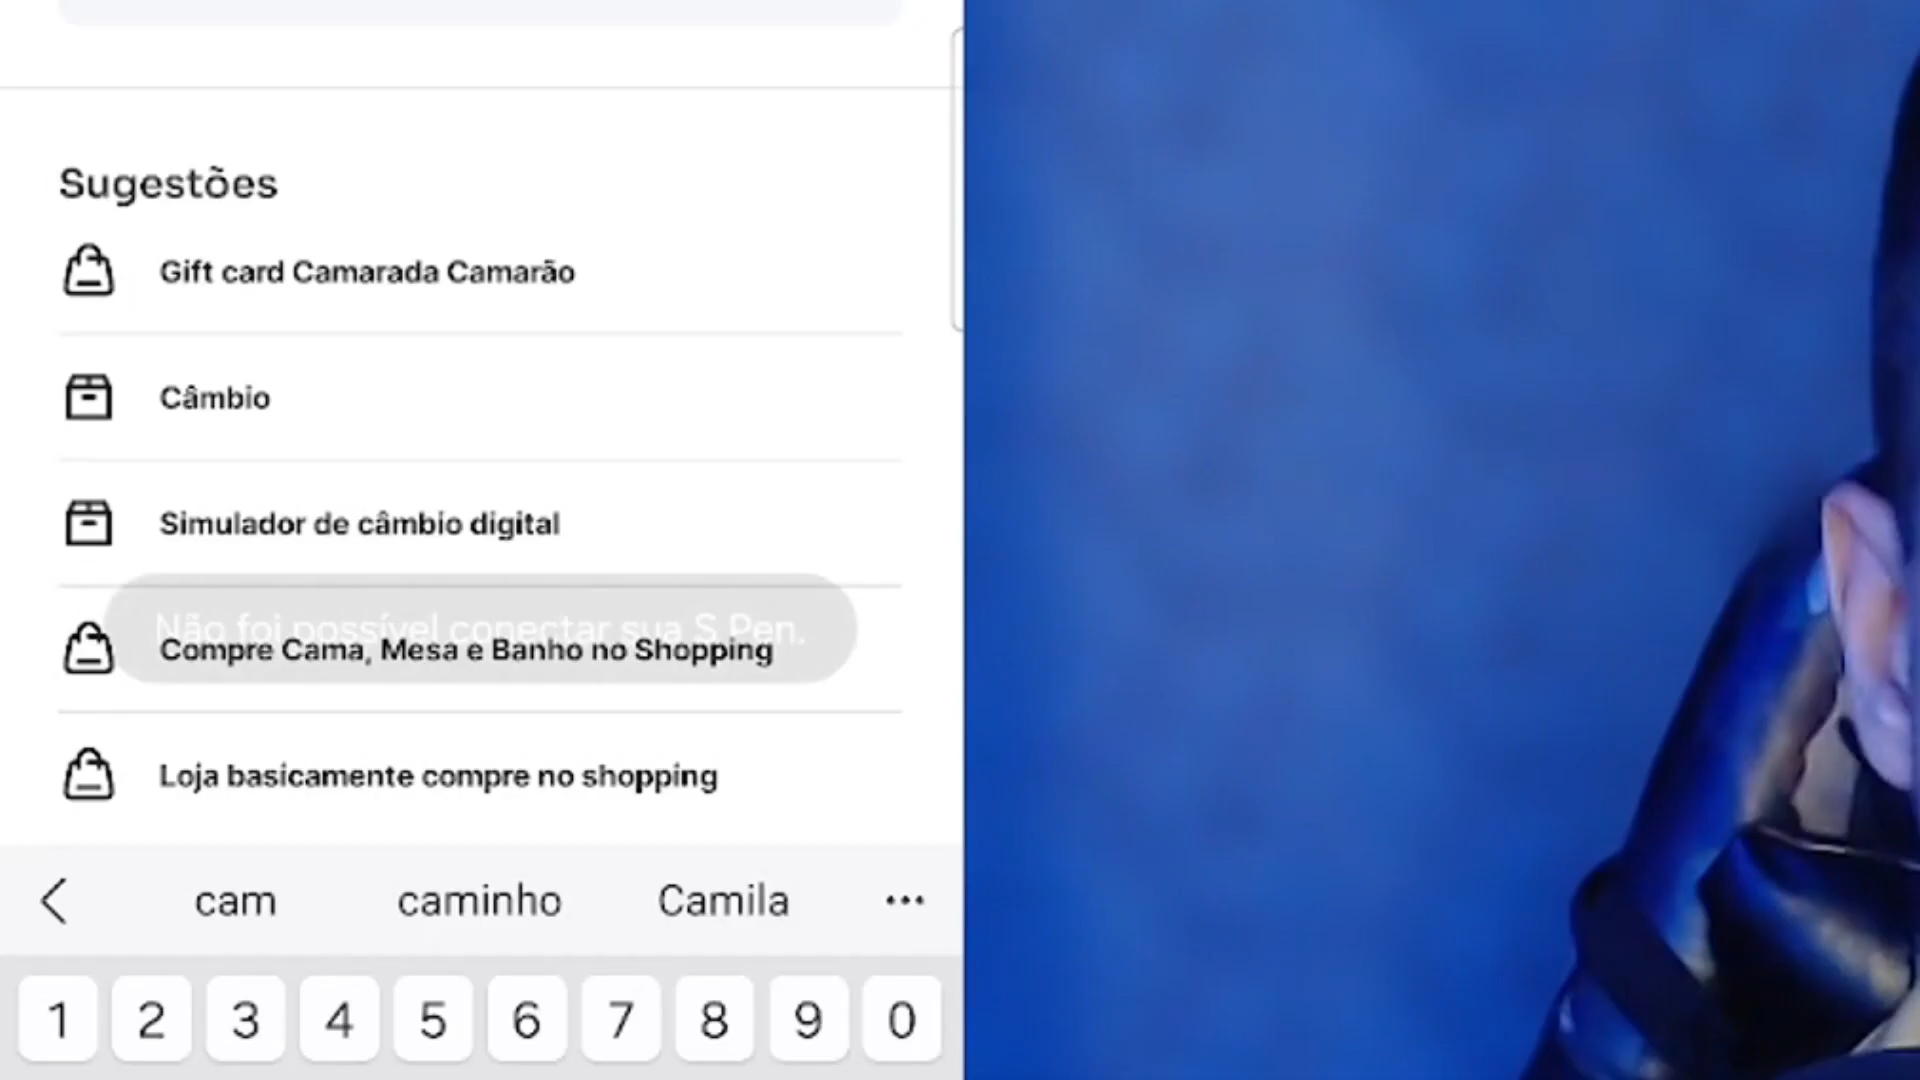 Sugestões
Gift card Camarada Camarão
Câmbio
Simulador de câmbio digital
Não foi possível conectar sua S Pen.
Compre Cama, Mesa e Banho no Shopping
Loja basicamente compre no shopping
cam caminho Camila ...
1 2 3 4 5 6 7 8 9 0